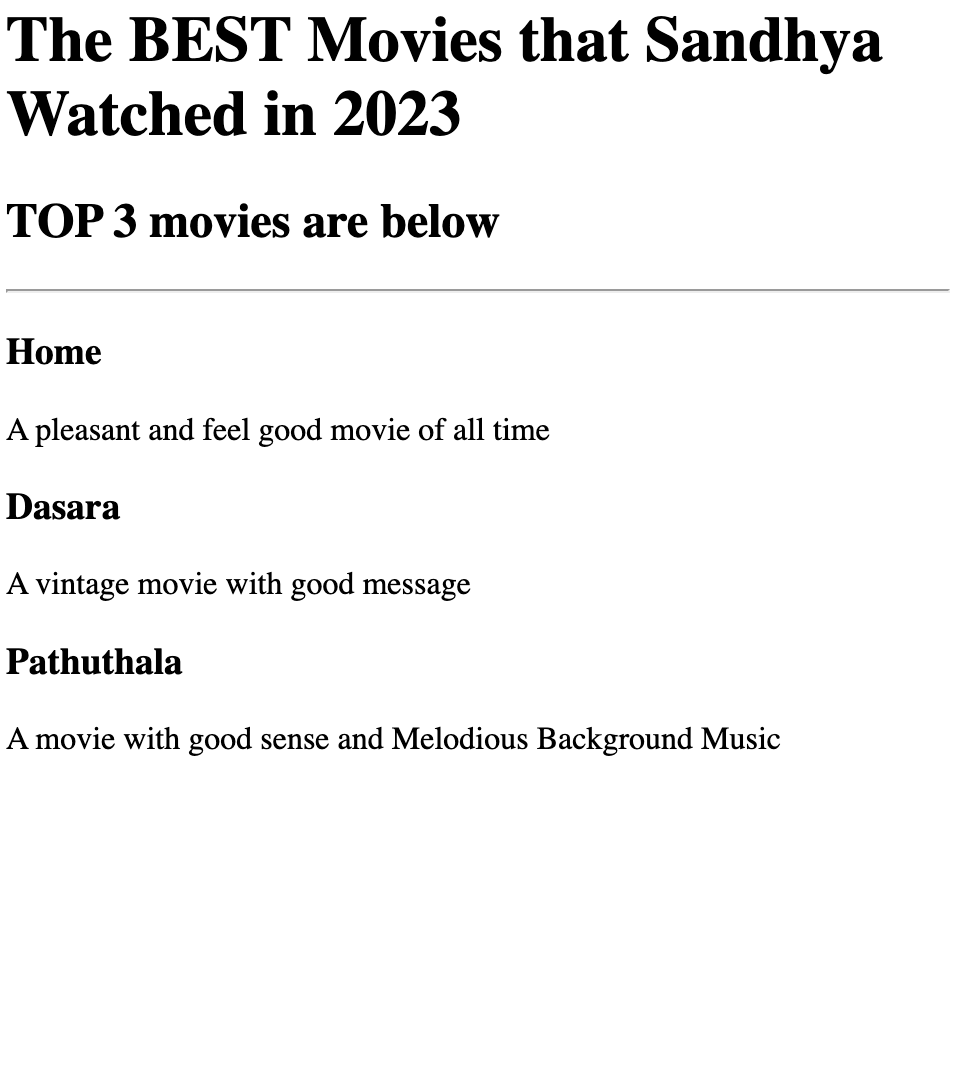 The BEST Movies that Sandhya
Watched in 2023
TOP 3 movies are below
Home
A pleasant and feel good movie of all time
Dasara
A vintage movie with good message
Pathuthala
A movie with good sense and Melodious Background Music